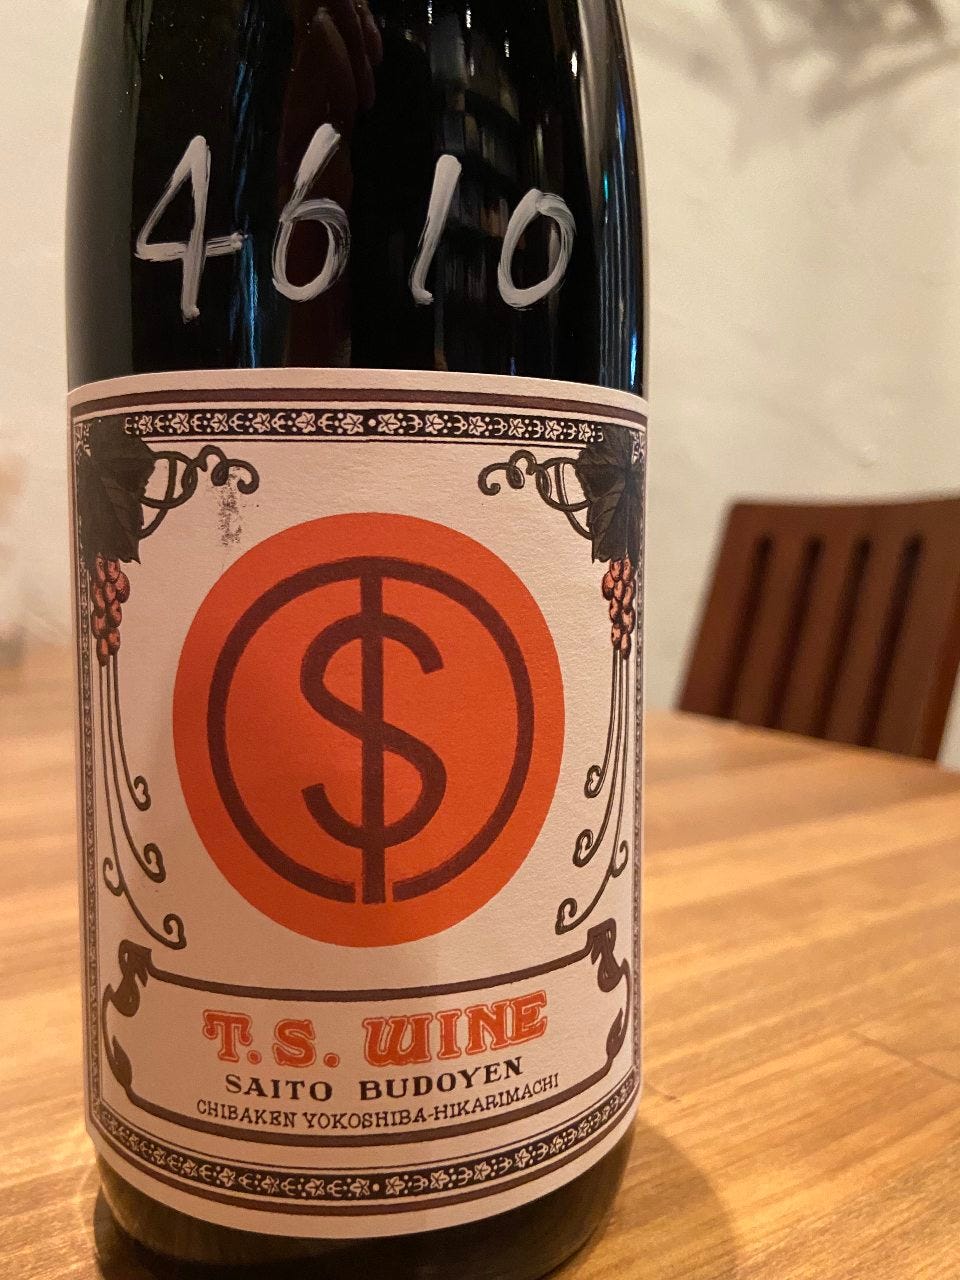 4610
T.S. WINE
SAITO BUDOYEN
CHIBAKEN YOKOSHIBA-HIKARIMACHI